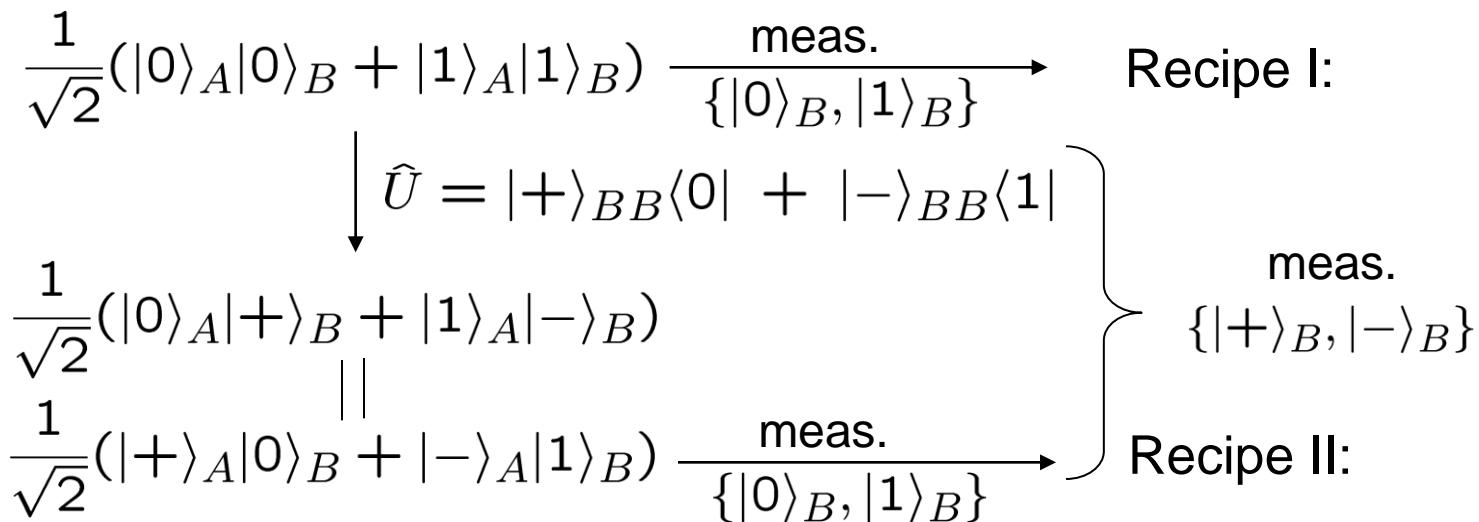 1/√2(|0⟩_A|0⟩_B + |1⟩_A|1⟩_B) meas. {|0⟩_B, |1⟩_B} Recipe I:
Û = |+⟩_{BB}⟨0| + |−⟩_{BB}⟨1|
1/√2(|0⟩_A|+⟩_B + |1⟩_A|−⟩_B)
meas.
{|+⟩_B, |−⟩_B}
||
1/√2(|+⟩_A|0⟩_B + |−⟩_A|1⟩_B) meas. {|0⟩_B, |1⟩_B} Recipe II: